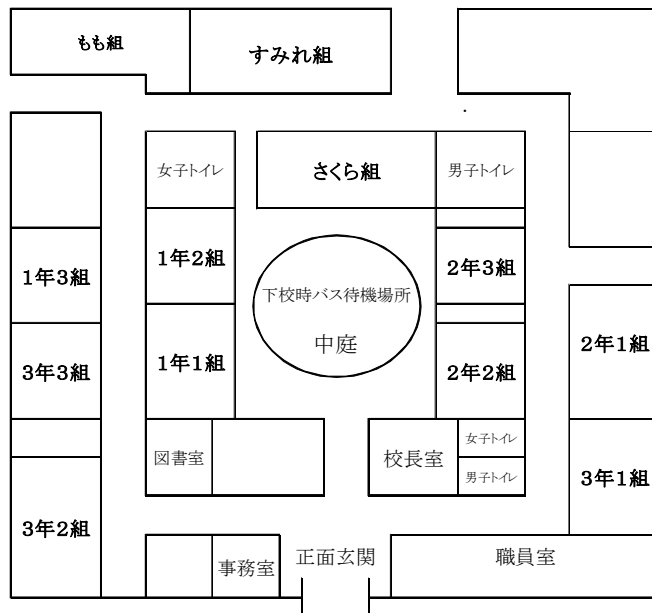 もも組
すみれ組
女子トイレ
さくら組
男子トイレ
1年3組
1年2組
2年3組
下校時バス待機場所
中庭
3年3組
1年1組
2年2組
2年1組
図書室
校長室
女子トイレ
男子トイレ
3年1組
3年2組
事務室
正面玄関
職員室